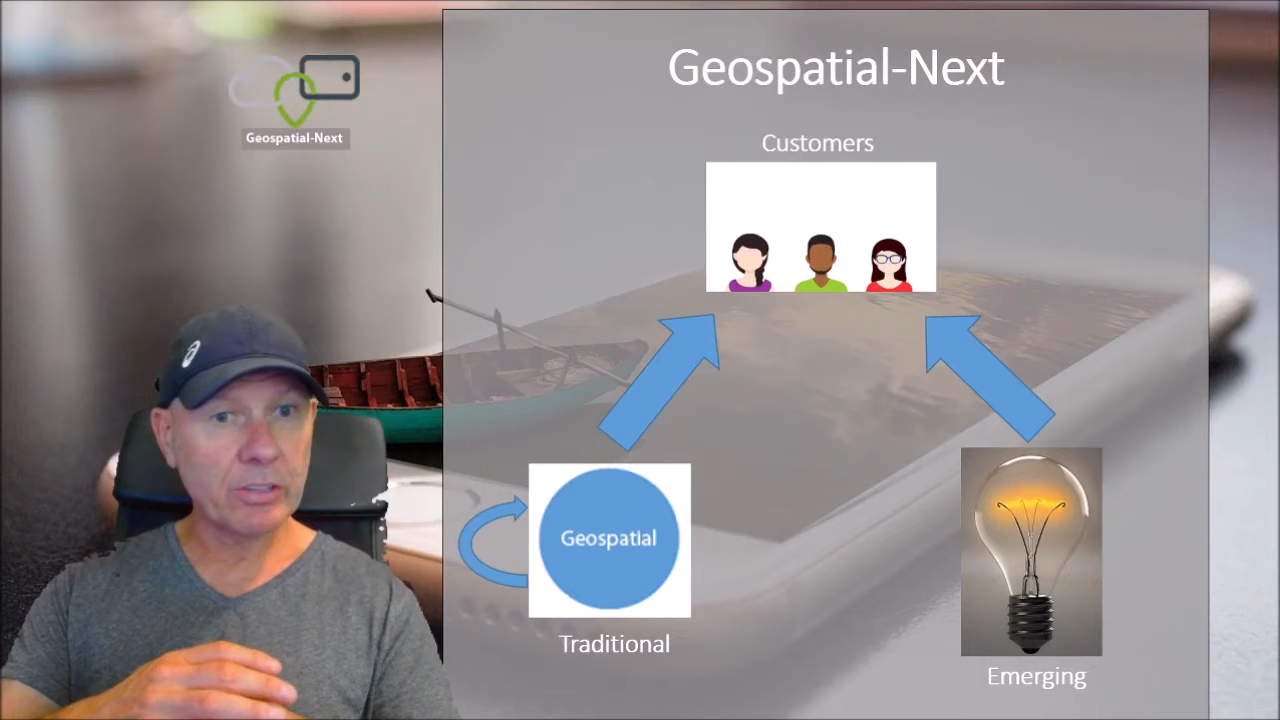 Geospatial-Next
Geospatial-Next
Customers
Geospatial
Traditional
Emerging